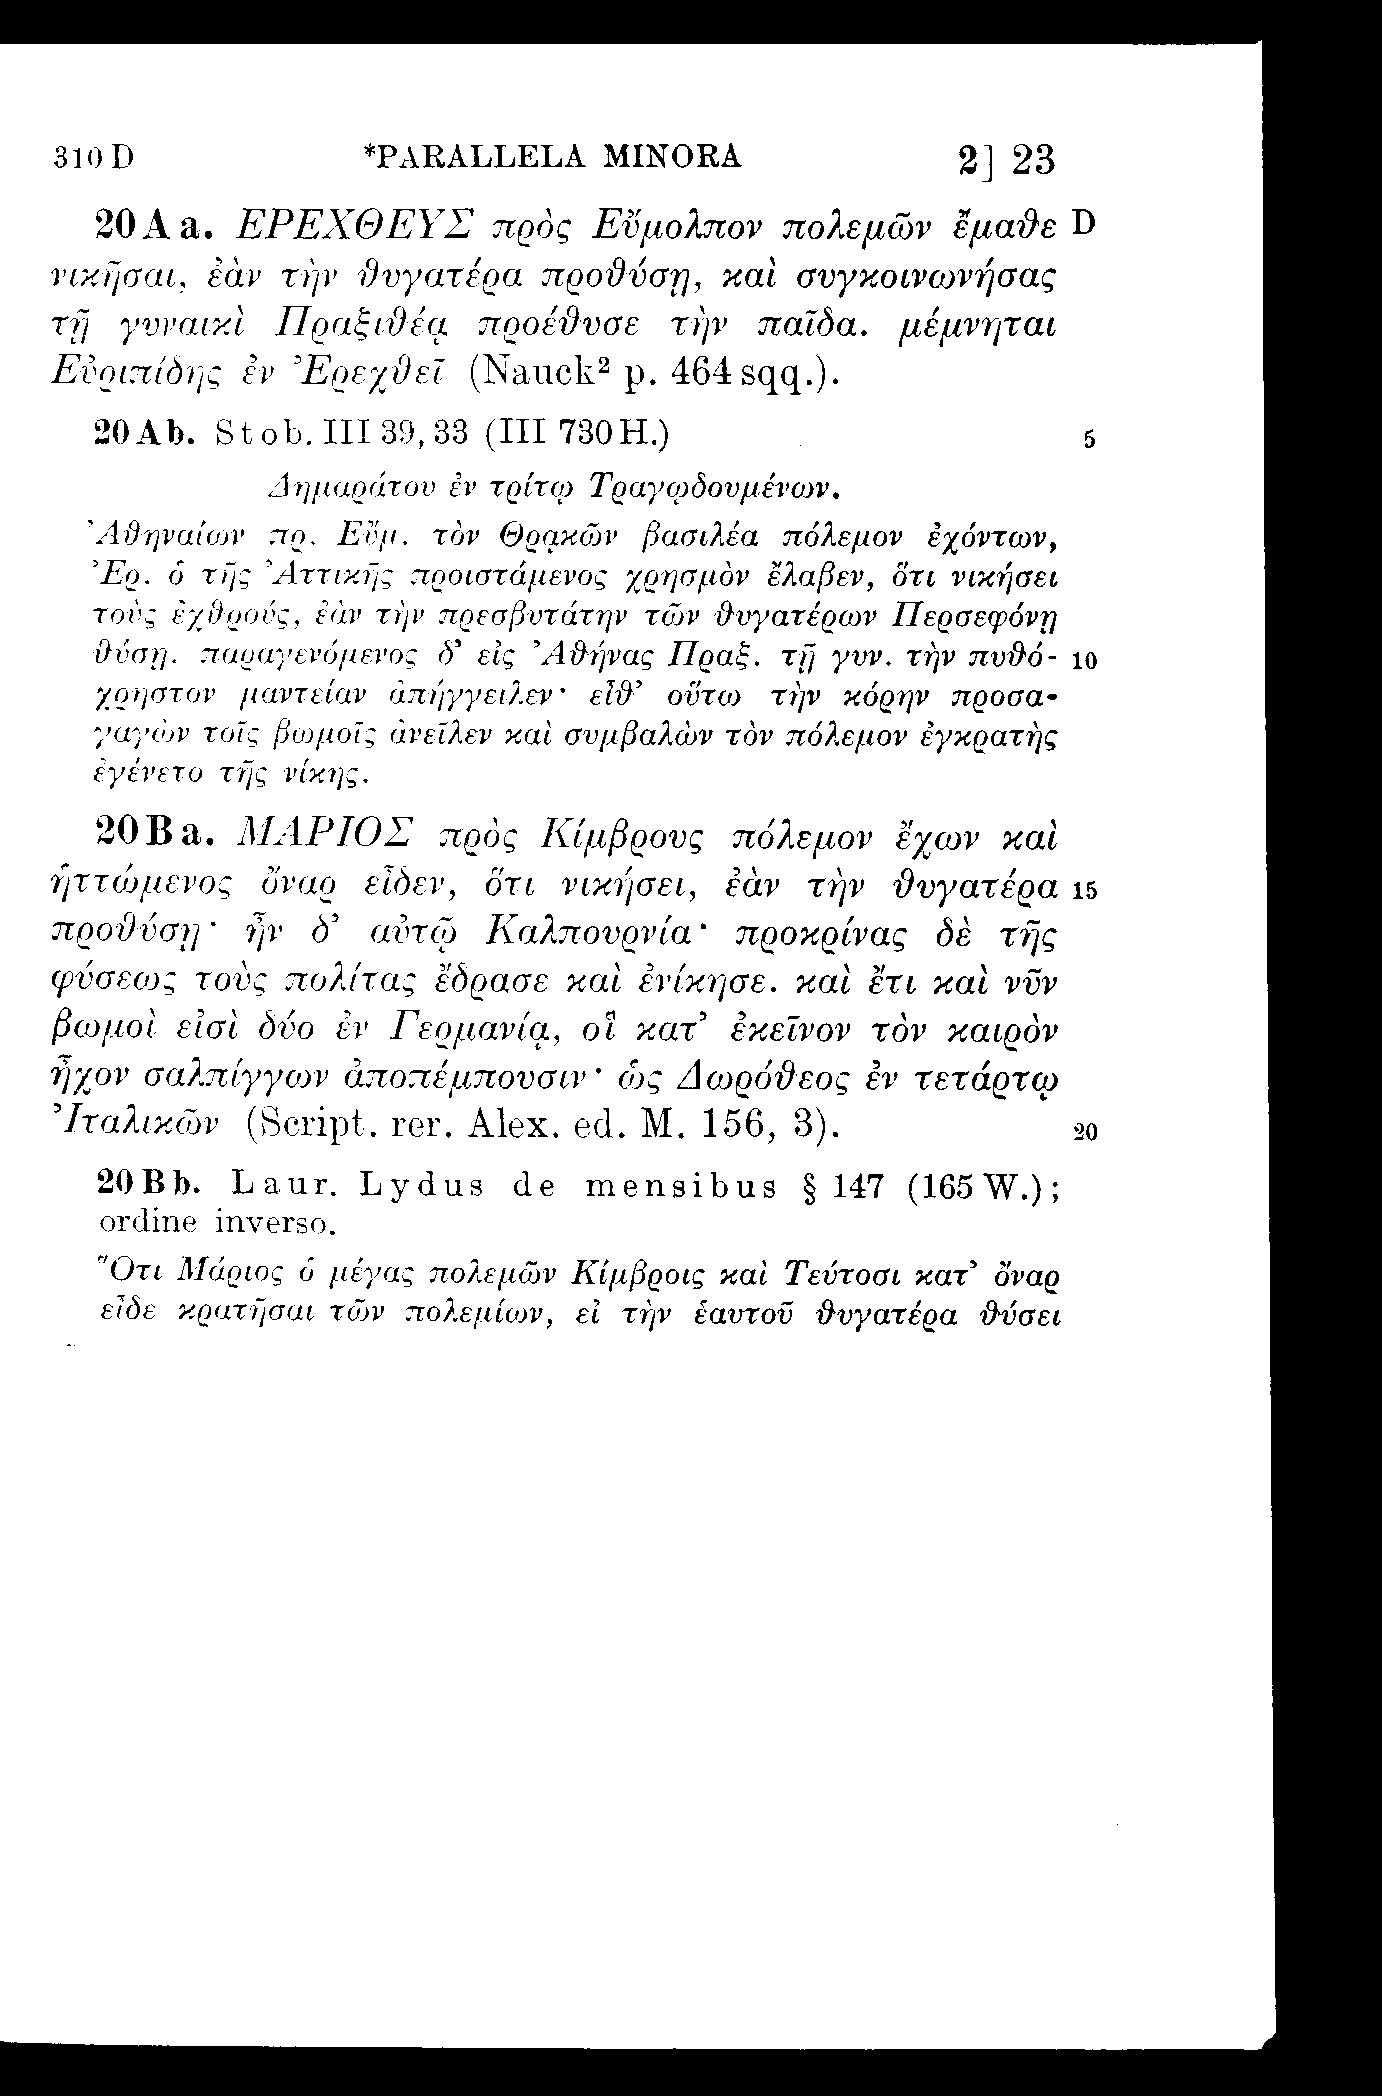 310 D *PARALLELA MINORA 2] 23
20 A a. ΕΡΕΧΘΕΥΣ πρὸς Εὔμολπον πολεμῶν ἔμαθε D
νικῆσαι, ἐὰν τὴν θυγατέρα προθύσῃ, καὶ συγκοινωνήσας
τῇ γυναικὶ Πραξιθέᾳ προέθυσε τὴν παῖδα. μέμνηται
Εὐριπίδης ἐν Ἐρεχθεῖ (Nauck² p. 464 sqq.).
20 Ab. Stob. III 39, 33 (III 730 H.) 5
Δημαράτου ἐν τρίτῳ Τραγῳδουμένων.
Ἀθηναίων πρ. Εὔμ. τὸν Θρᾳκῶν βασιλέα πόλεμον ἐχόντων,
Ἐρ. ὁ τῆς Ἀττικῆς προιστάμενος χρησμὸν ἔλαβεν, ὅτι νικήσει
τοὺς ἐχθρούς, ἐὰν τὴν πρεσβυτάτην τῶν θυγατέρων Περσεφόνῃ
θύσῃ. παραγενόμενος δ’ εἰς Ἀθήνας Πραξ. τῇ γυν. τὴν πυθό- 10
χρηστον μαντείαν ἀπήγγειλεν· εἶθ’ οὕτω τὴν κόρην προσα-
γαγὼν τοῖς βωμοῖς ἀνεῖλεν καὶ συμβαλὼν τὸν πόλεμον ἐγκρατὴς
ἐγένετο τῆς νίκης.
20 B a. ΜΑΡΙΟΣ πρὸς Κίμβρους πόλεμον ἔχων καὶ
ἡττώμενος ὄναρ εἶδεν, ὅτι νικήσει, ἐὰν τὴν θυγατέρα 15
προθύσῃ· ἦν δ’ αὐτῷ Καλπουρνία· προκρίνας δὲ τῆς
φύσεως τοὺς πολίτας ἔδρασε καὶ ἐνίκησε. καὶ ἔτι καὶ νῦν
βωμοὶ εἰσὶ δύο ἐν Γερμανίᾳ, οἳ κατ’ ἐκεῖνον τὸν καιρὸν
ἦχον σαλπίγγων ἀποπέμπουσιν· ὡς Δωρόθεος ἐν τετάρτῳ
Ἰταλικῶν (Script. rer. Alex. ed. M. 156, 3). 20
20 B b. Laur. Lydus de mensibus § 147 (165 W.);
ordine inverso.
Ὅτι Μάριος ὁ μέγας πολεμῶν Κίμβροις καὶ Τεύτοσι κατ’ ὄναρ
εἶδε κρατῆσαι τῶν πολεμίων, εἰ τὴν ἑαυτοῦ θυγατέρα θύσει